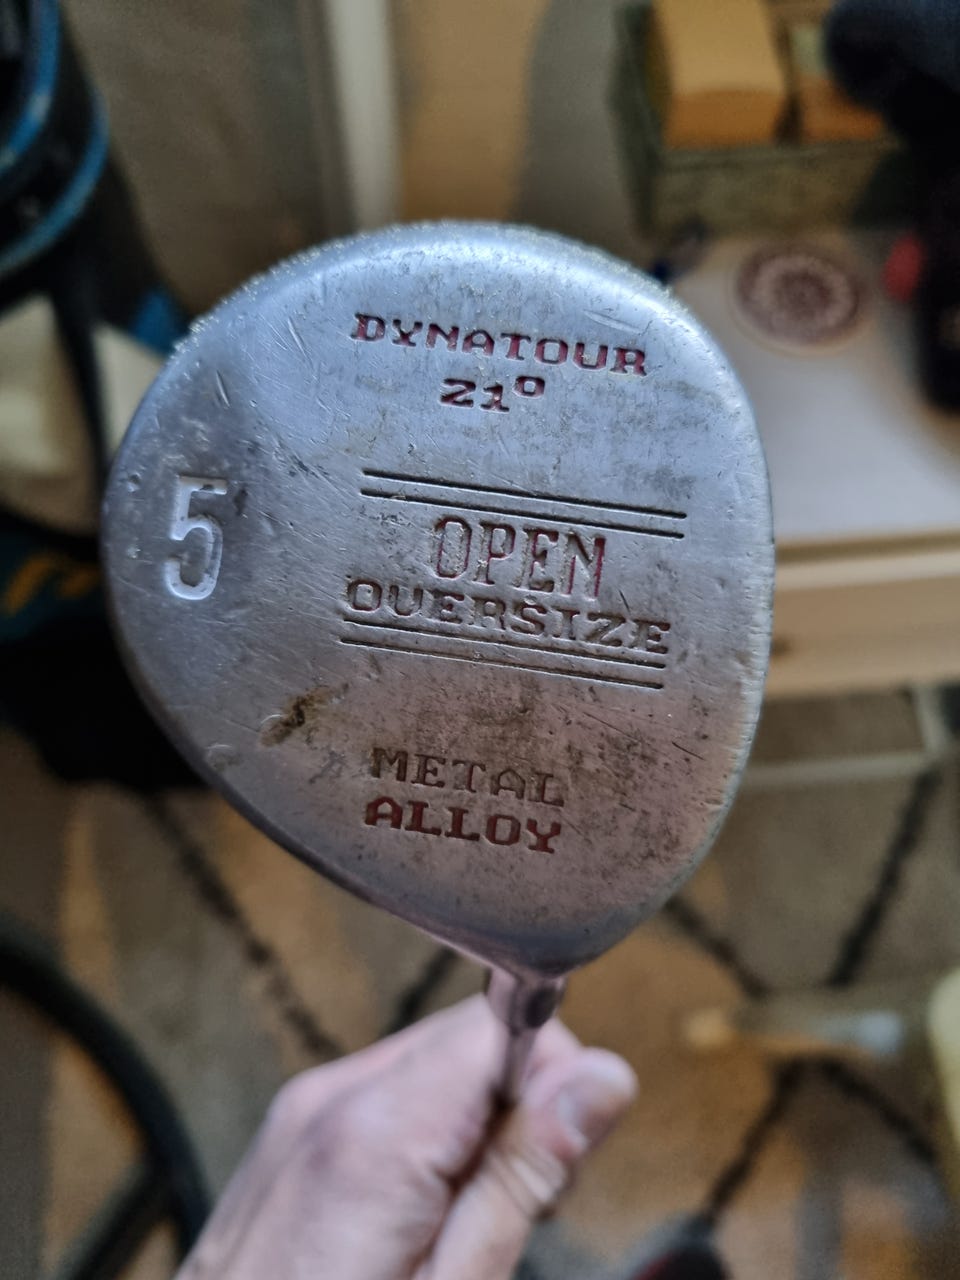 DYNATOUR
21°
5
OPEN
OVERSIZE
METAL
ALLOY